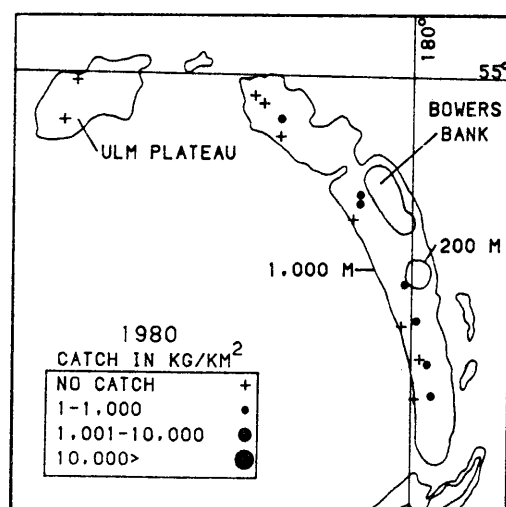 180°
55°
BOWERS
BANK
ULM PLATEAU
200 M
1,000 M
1980
CATCH IN KG/KM²
NO CATCH +
1-1,000
1,001-10,000
10,000>